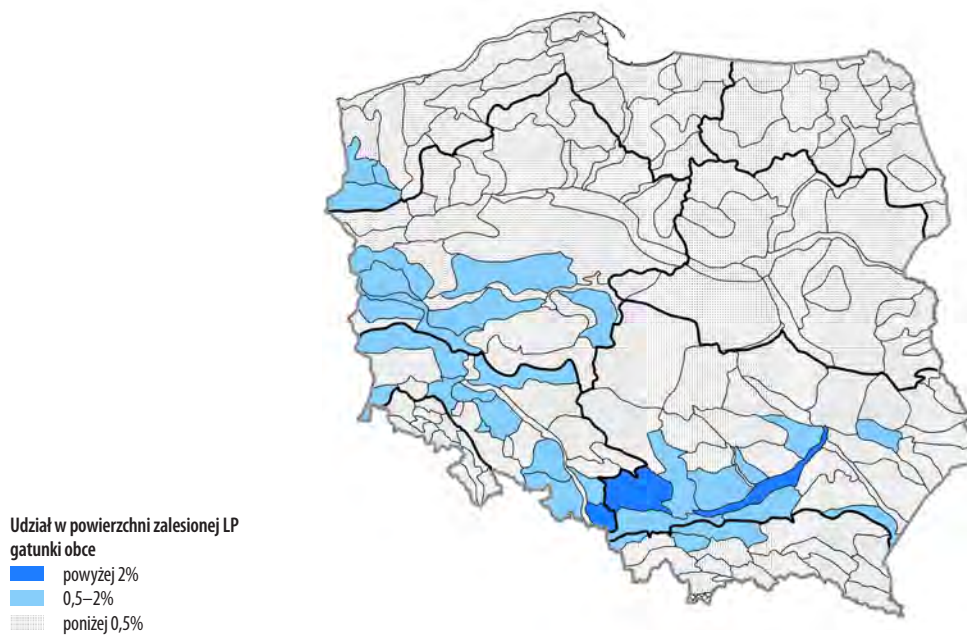 Udział w powierzchni zalesionej LP
gatunki obce
powyżej 2%
0,5–2%
poniżej 0,5%